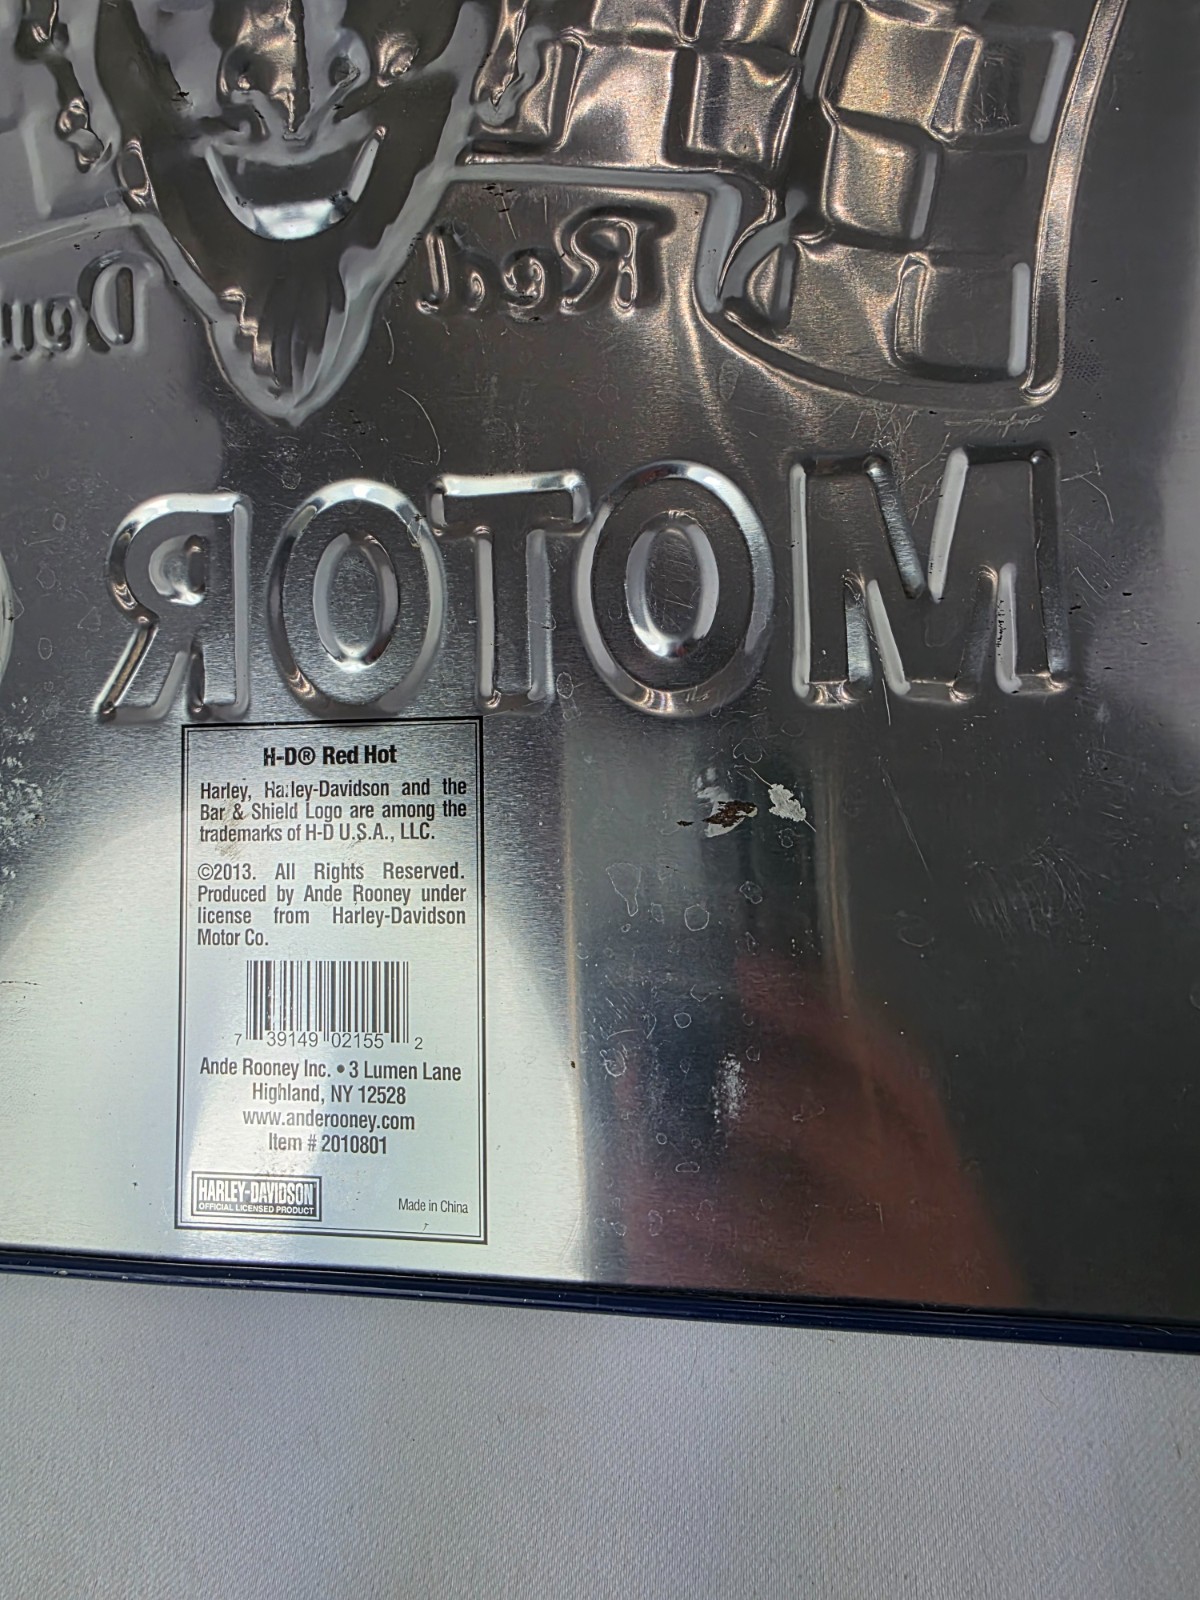 Red
MOTOR
H-D® Red Hot
Harley, Harley-Davidson and the
Bar & Shield Logo are among the
trademarks of H-D U.S.A., LLC.
©2013. All Rights Reserved.
Produced by Ande Rooney under
license from Harley-Davidson
Motor Co.
7 39149 02155 2
Ande Rooney Inc. • 3 Lumen Lane
Highland, NY 12528
www.anderooney.com
Item # 2010801
HARLEY-DAVIDSON
OFFICIAL LICENSED PRODUCT
Made in China